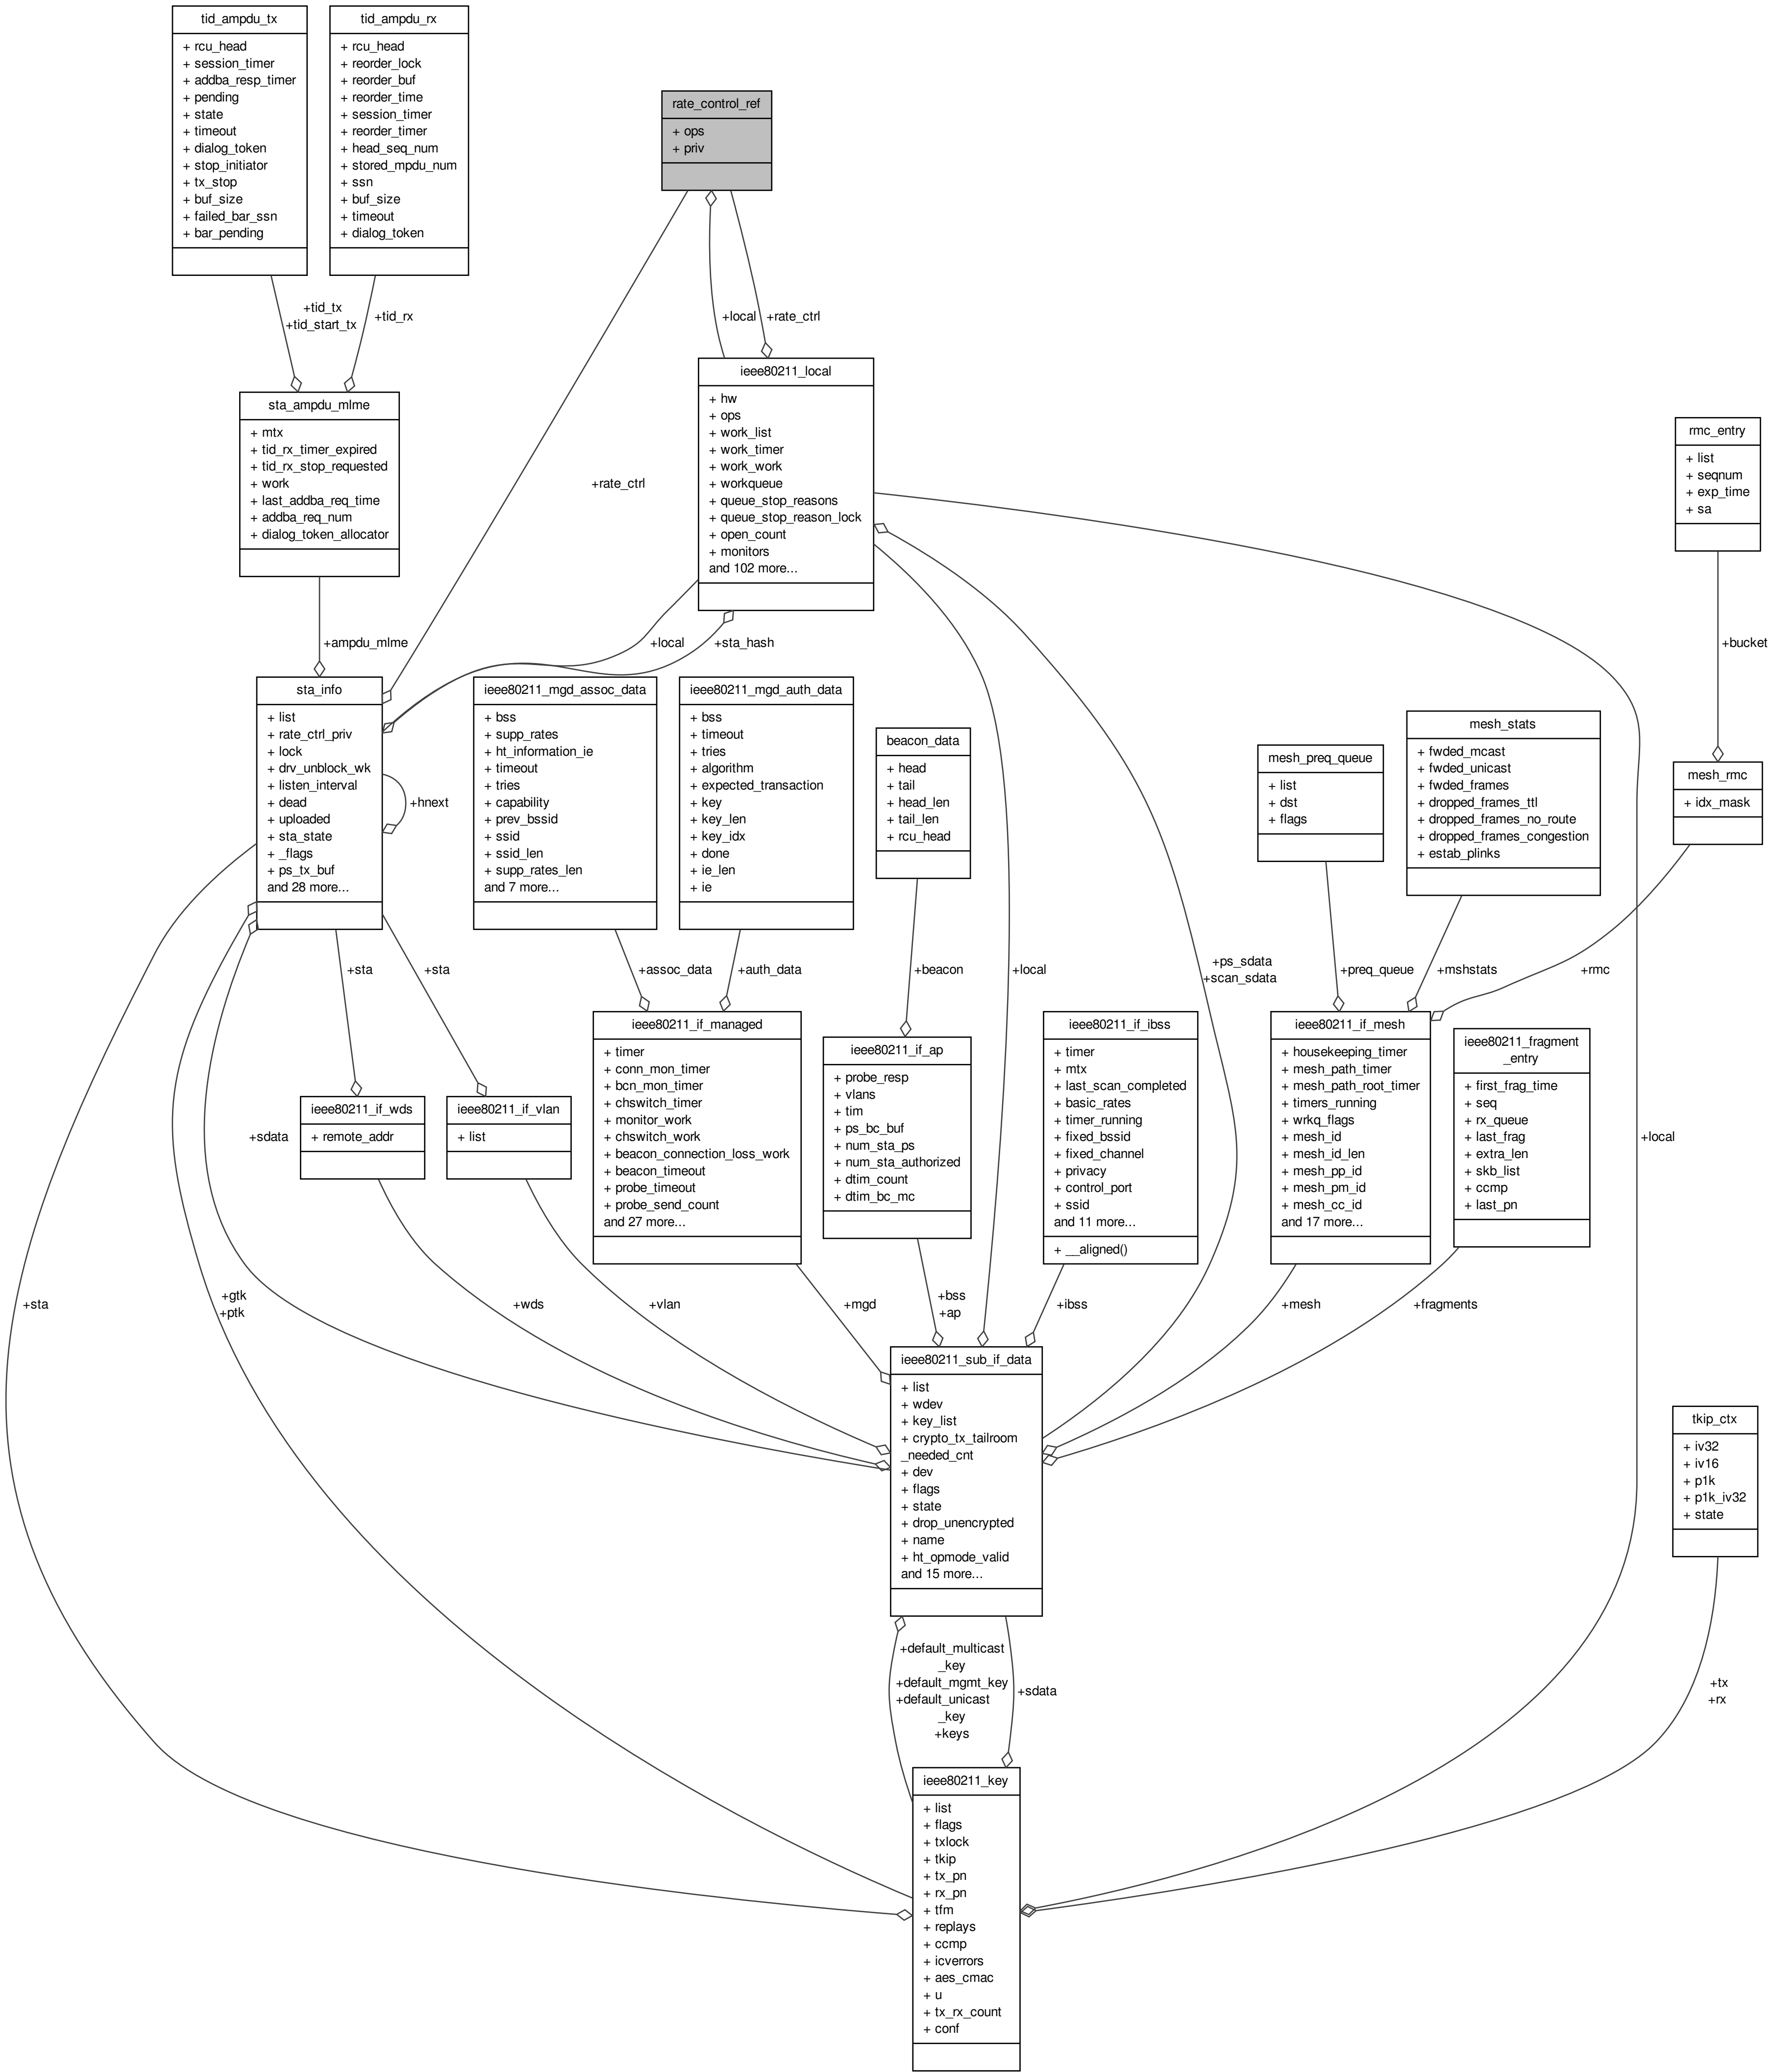 tid_ampdu_tx
+ rcu_head
+ session_timer
+ addba_resp_timer
+ pending
+ state
+ timeout
+ dialog_token
+ stop_initiator
+ tx_stop
+ buf_size
+ failed_bar_ssn
+ bar_pending
tid_ampdu_rx
+ rcu_head
+ reorder_lock
+ reorder_buf
+ reorder_time
+ session_timer
+ reorder_timer
+ head_seq_num
+ stored_mpdu_num
+ ssn
+ buf_size
+ timeout
+ dialog_token
rate_control_ref
+ ops
+ priv
+tid_tx
+tid_start_tx
+tid_rx
+local
+rate_ctrl
sta_ampdu_mlme
+ mtx
+ tid_rx_timer_expired
+ tid_rx_stop_requested
+ work
+ last_addba_req_time
+ addba_req_num
+ dialog_token_allocator
+rate_ctrl
ieee80211_local
+ hw
+ ops
+ work_list
+ work_timer
+ work_work
+ workqueue
+ queue_stop_reasons
+ queue_stop_reason_lock
+ open_count
+ monitors
and 102 more...
rmc_entry
+ list
+ seqnum
+ exp_time
+ sa
+ampdu_mlme
+local
+sta_hash
+bucket
sta_info
+ list
+ rate_ctrl_priv
+ lock
+ drv_unblock_wk
+ listen_interval
+ dead
+ uploaded
+ sta_state
+ _flags
+ ps_tx_buf
and 28 more...
+hnext
ieee80211_mgd_assoc_data
+ bss
+ supp_rates
+ ht_information_ie
+ timeout
+ tries
+ capability
+ prev_bssid
+ ssid
+ ssid_len
+ supp_rates_len
and 7 more...
ieee80211_mgd_auth_data
+ bss
+ timeout
+ tries
+ algorithm
+ expected_transaction
+ key
+ key_len
+ key_idx
+ done
+ ie_len
+ ie
beacon_data
+ head
+ tail
+ head_len
+ tail_len
+ rcu_head
mesh_preq_queue
+ list
+ dst
+ flags
mesh_stats
+ fwded_mcast
+ fwded_unicast
+ fwded_frames
+ dropped_frames_ttl
+ dropped_frames_no_route
+ dropped_frames_congestion
+ estab_plinks
mesh_rmc
+ idx_mask
+sta
+sta
+assoc_data
+auth_data
+beacon
+local
+ps_sdata
+scan_sdata
+preq_queue
+mshstats
+rmc
ieee80211_if_wds
+ remote_addr
ieee80211_if_vlan
+ list
ieee80211_if_managed
+ timer
+ conn_mon_timer
+ bcn_mon_timer
+ chswitch_timer
+ monitor_work
+ chswitch_work
+ beacon_connection_loss_work
+ beacon_timeout
+ probe_timeout
+ probe_send_count
and 27 more...
ieee80211_if_ap
+ probe_resp
+ vlans
+ tim
+ ps_bc_buf
+ num_sta_ps
+ num_sta_authorized
+ dtim_count
+ dtim_bc_mc
ieee80211_if_ibss
+ timer
+ mtx
+ last_scan_completed
+ basic_rates
+ timer_running
+ fixed_bssid
+ fixed_channel
+ privacy
+ control_port
+ ssid
and 11 more...
+ __aligned()
ieee80211_if_mesh
+ housekeeping_timer
+ mesh_path_timer
+ mesh_path_root_timer
+ timers_running
+ wrkq_flags
+ mesh_id
+ mesh_id_len
+ mesh_pp_id
+ mesh_pm_id
+ mesh_cc_id
and 17 more...
ieee80211_fragment
_entry
+ first_frag_time
+ seq
+ rx_queue
+ last_frag
+ extra_len
+ skb_list
+ ccmp
+ last_pn
+sdata
+local
+sta
+gtk
+ptk
+wds
+vlan
+mgd
+bss
+ap
+ibss
+mesh
+fragments
ieee80211_sub_if_data
+ list
+ wdev
+ key_list
+ crypto_tx_tailroom
_needed_cnt
+ dev
+ flags
+ state
+ drop_unencrypted
+ name
+ ht_opmode_valid
and 15 more...
tkip_ctx
+ iv32
+ iv16
+ p1k
+ p1k_iv32
+ state
+default_multicast
_key
+default_mgmt_key
+default_unicast
_key
+keys
+sdata
+tx
+rx
ieee80211_key
+ list
+ flags
+ txlock
+ tkip
+ tx_pn
+ rx_pn
+ tfm
+ replays
+ ccmp
+ icverrors
+ aes_cmac
+ u
+ tx_rx_count
+ conf